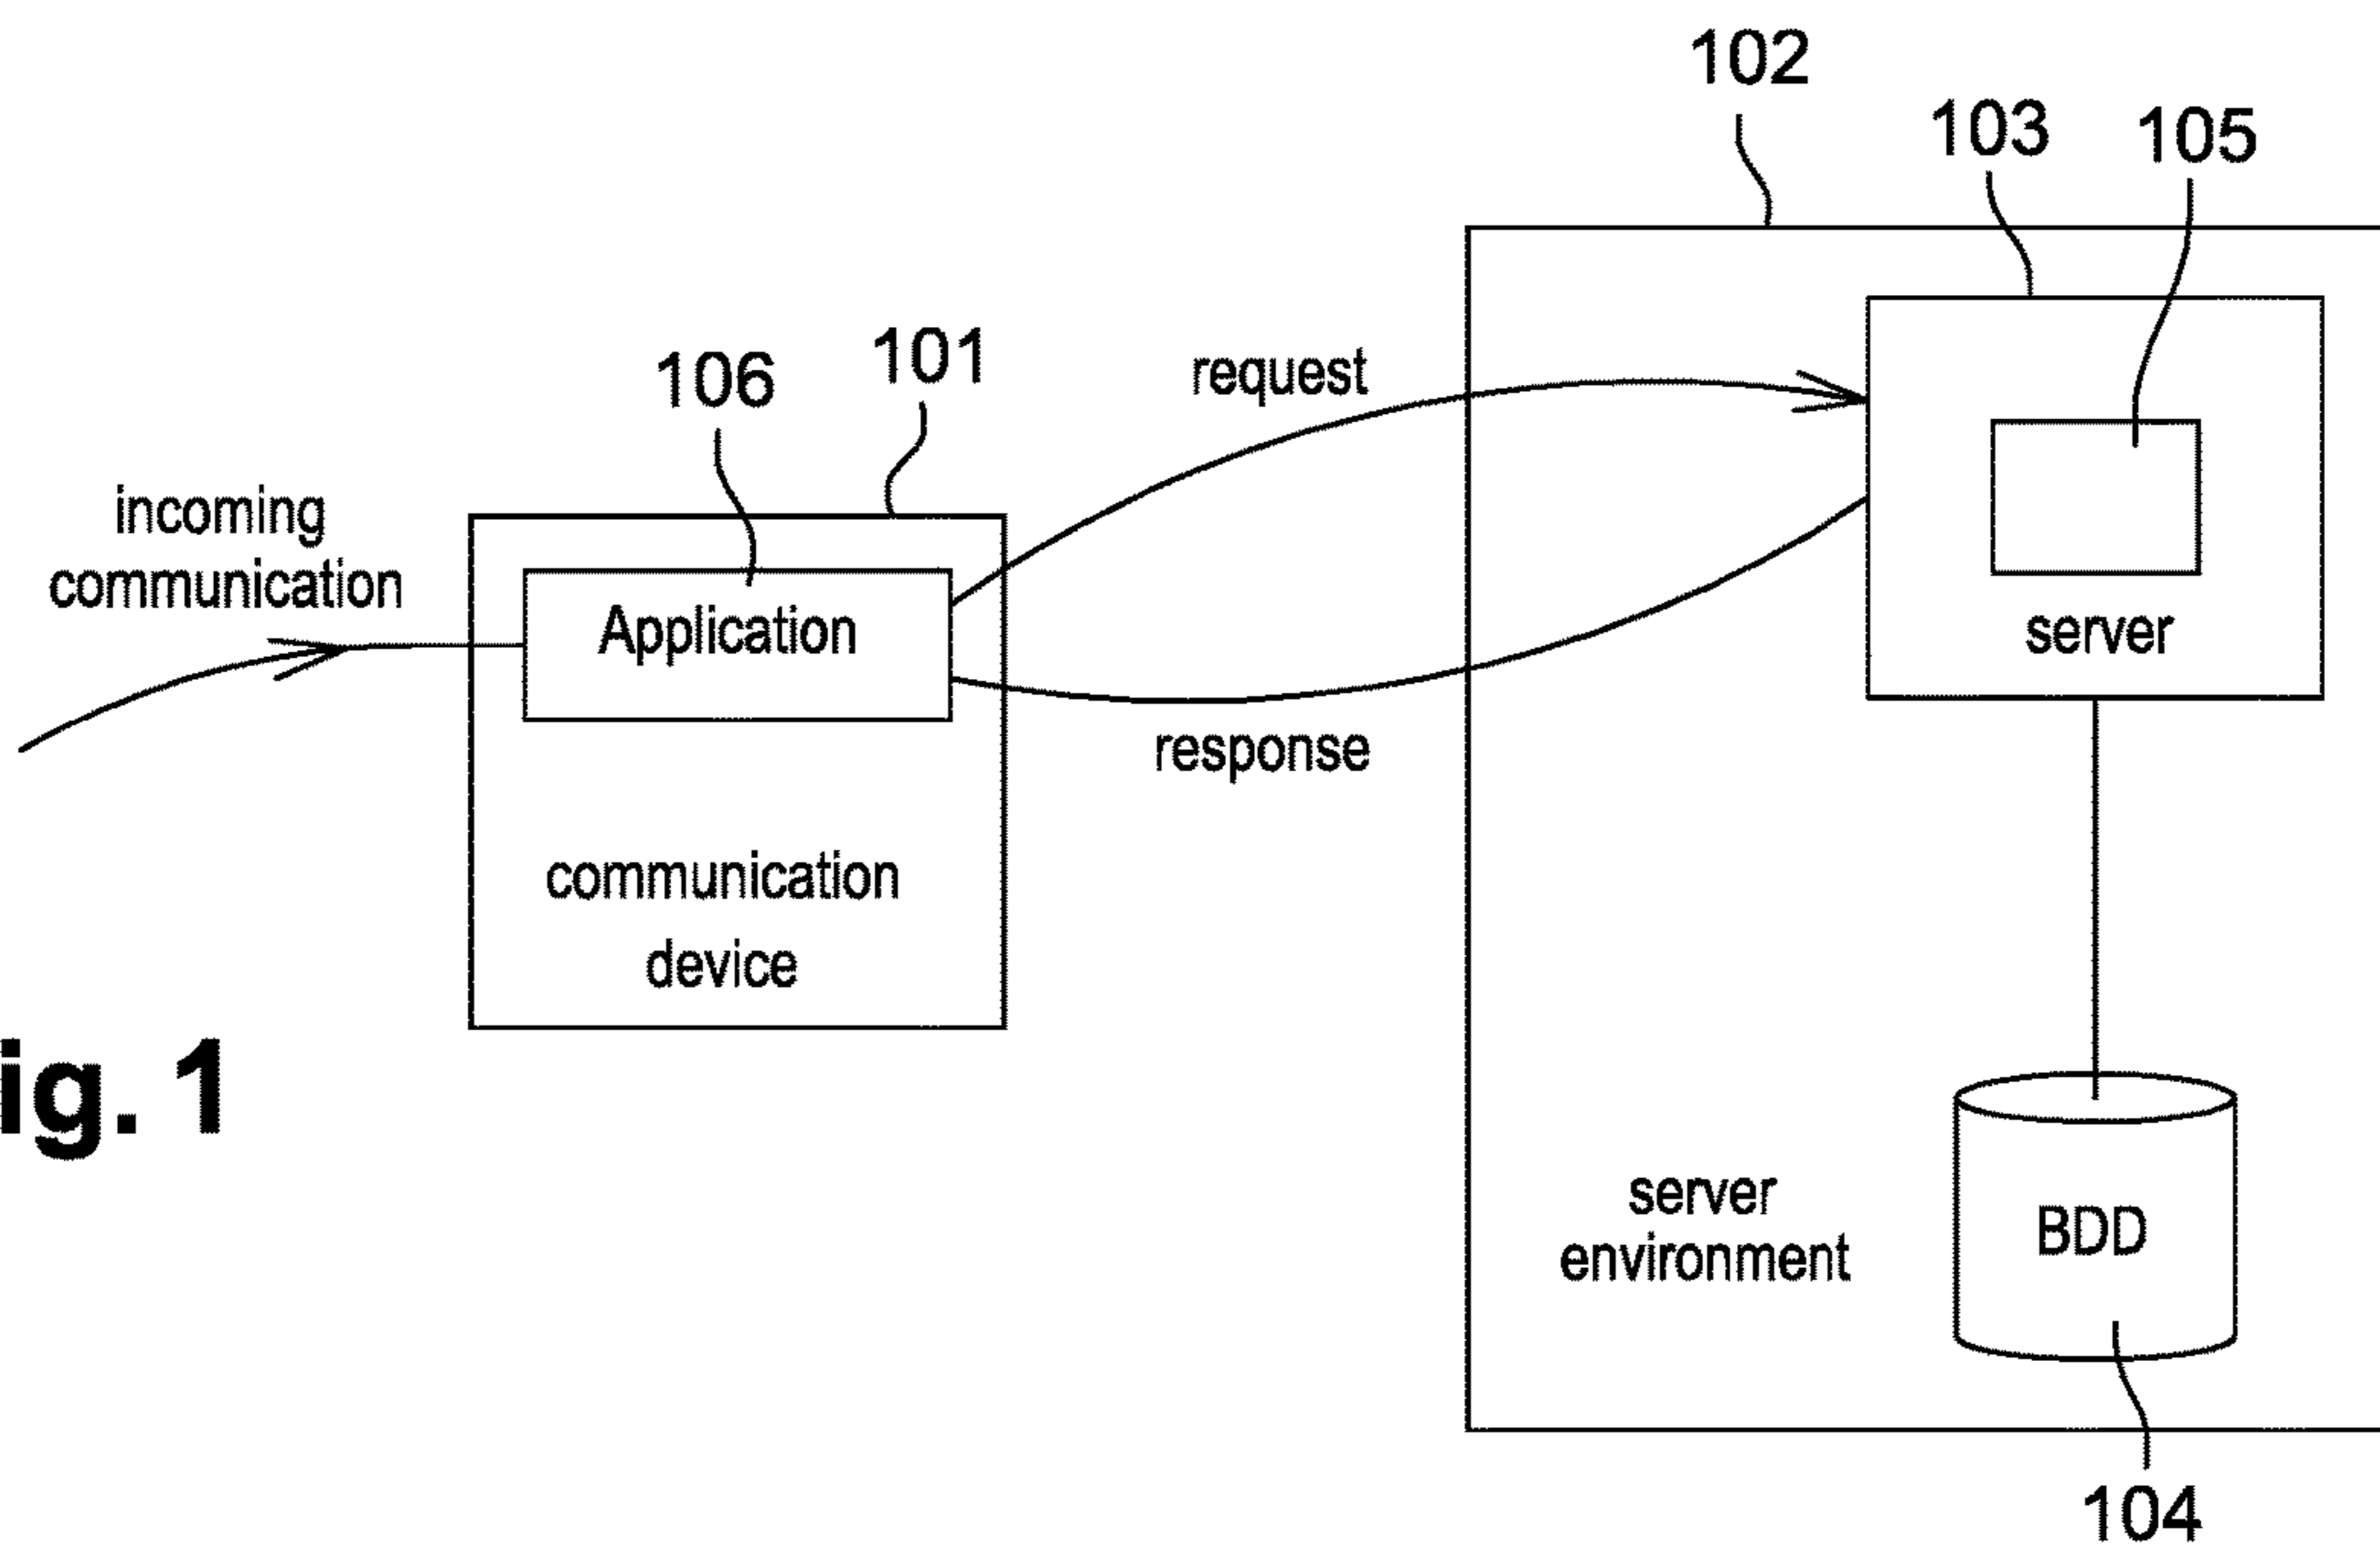 102
103
105
101
106
request
incoming
communication
Application
server
response
communication
device
ig. 1
server
environment
BDD
104